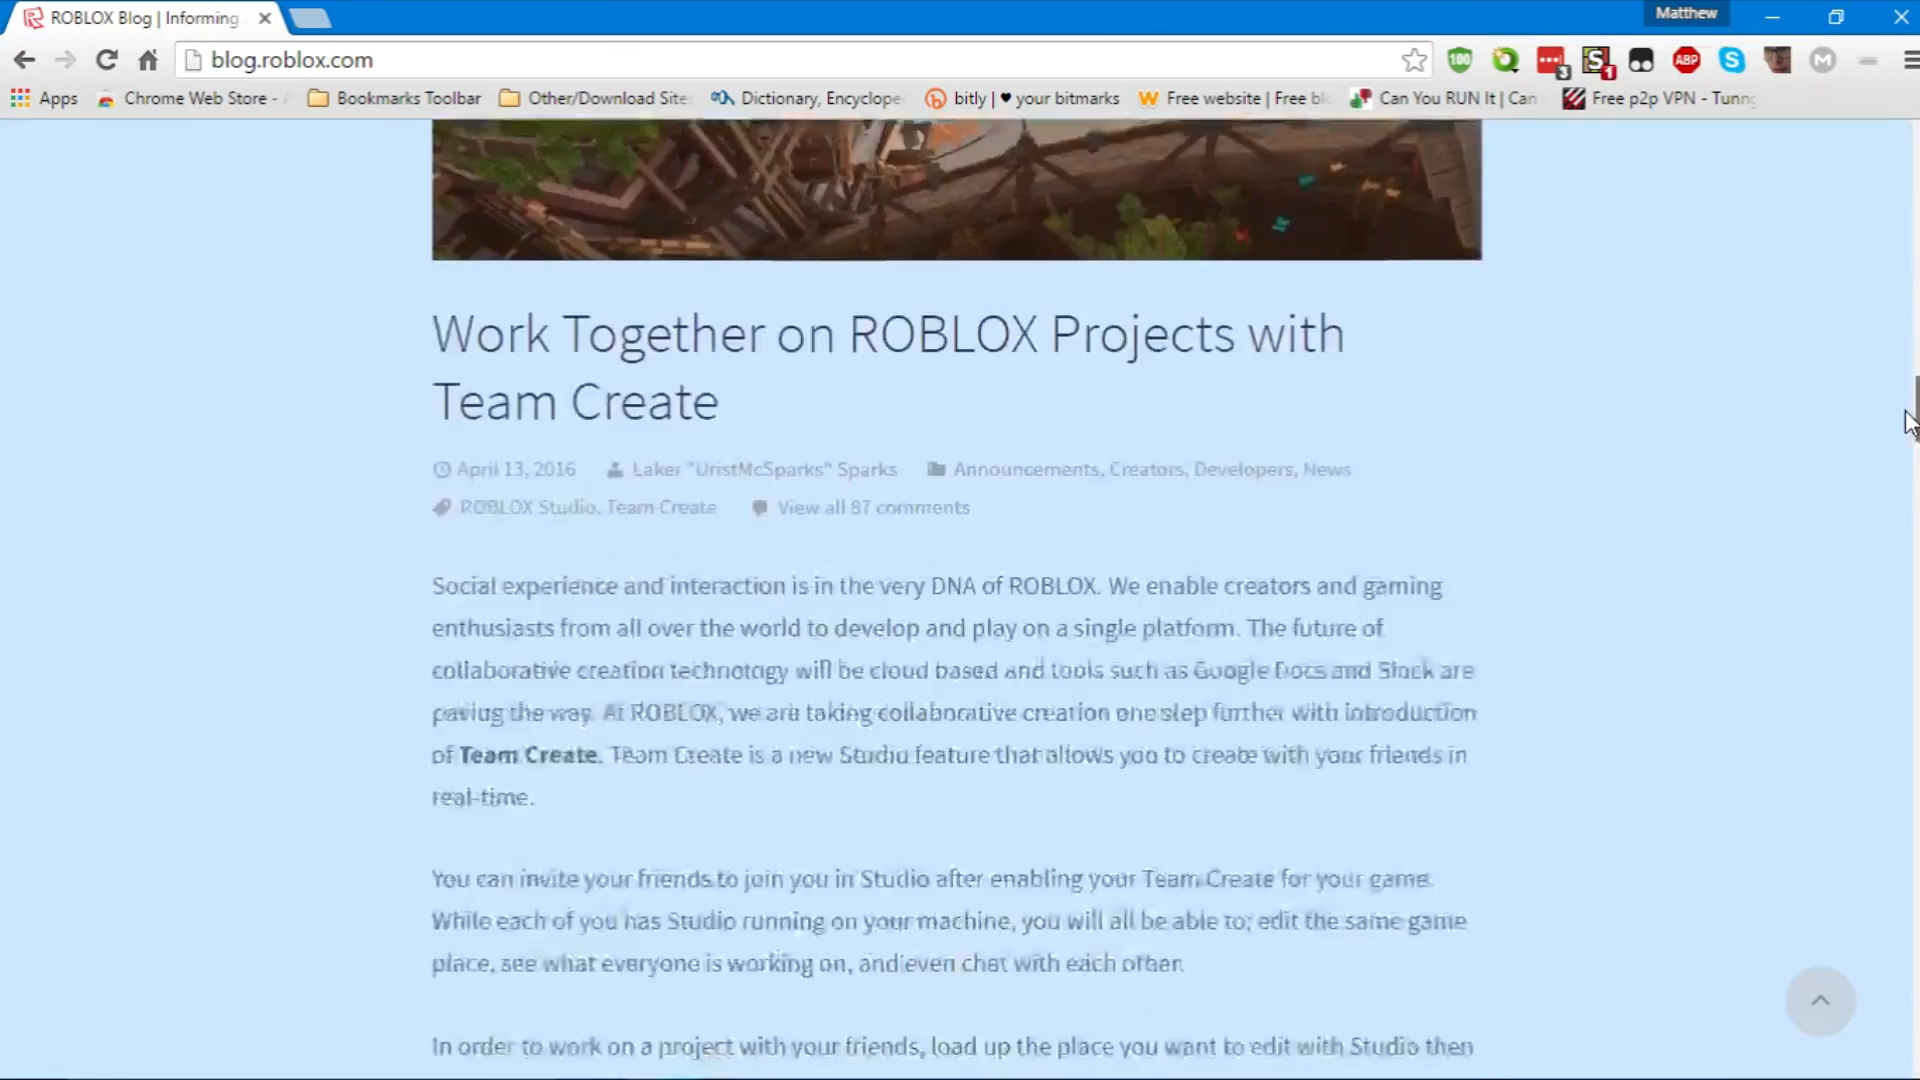 ROBLOX Blog | Informing
Matthew
blog.roblox.com
100
3
S
1
ABP
S
M
Apps
Chrome Web Store -
Bookmarks Toolbar
Other/Download Site
Dictionary, Encyclope
bitly | ♥ your bitmarks
Free website | Free blo
Can You RUN It | Can
Free p2p VPN - Tunng
Work Together on ROBLOX Projects with
Team Create
April 13, 2016 Laker "UristMcSparks" Sparks Announcements, Creators, Developers, News
ROBLOX Studio, Team Create View all 87 comments
Social experience and interaction is in the very DNA of ROBLOX. We enable creators and gaming
enthusiasts from all over the world to develop and play on a single platform. The future of
collaborative creation technology will be cloud based and tools such as Google Docs and Slack are
paving the way. At ROBLOX, we are taking collaborative creation one step further with introduction
of Team Create. Team Create is a new Studio feature that allows you to create with your friends in
real-time.
You can invite your friends to join you in Studio after enabling your Team Create for your game.
While each of you has Studio running on your machine, you will all be able to; edit the same game
place, see what everyone is working on, and even chat with each other.
In order to work on a project with your friends, load up the place you want to edit with Studio then